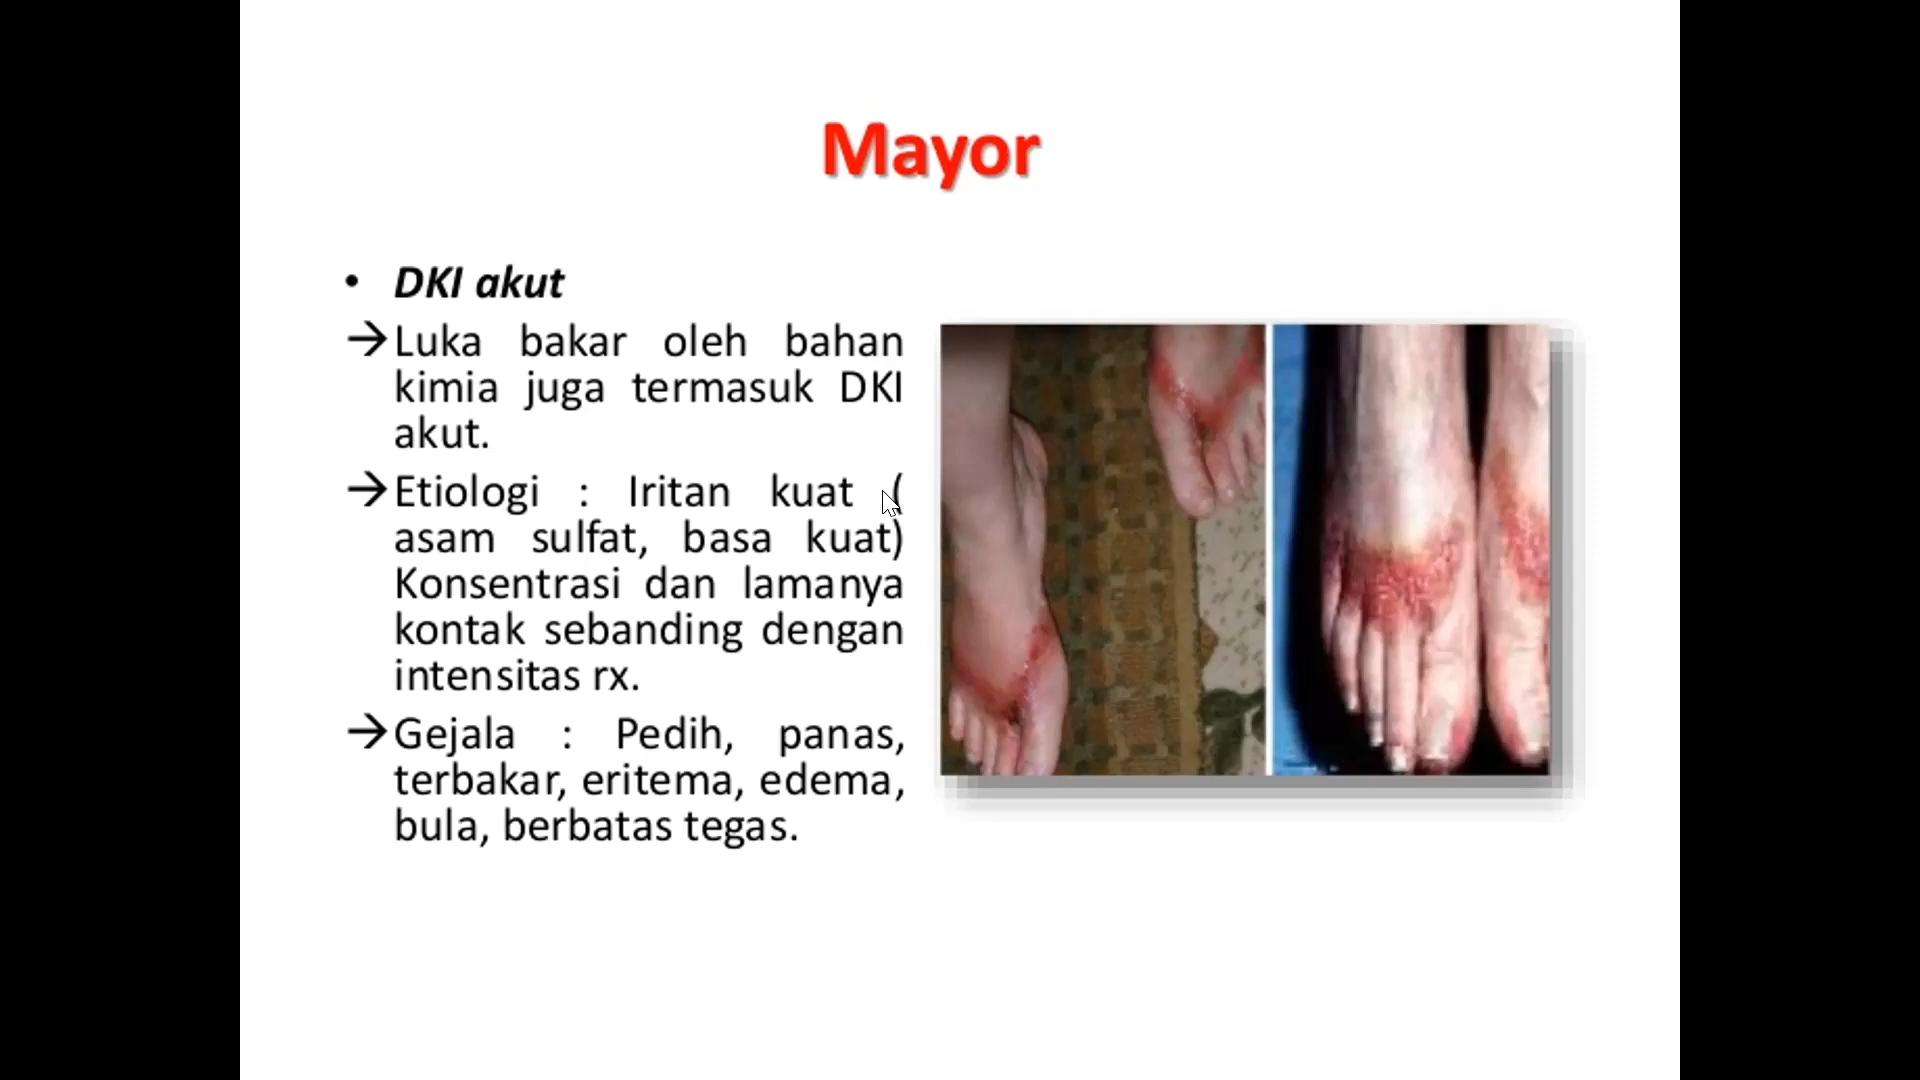 Mayor
• DKI akut
→Luka bakar oleh bahan
kimia juga termasuk DKI
akut.
→Etiologi : Iritan kuat (
asam sulfat, basa kuat)
Konsentrasi dan lamanya
kontak sebanding dengan
intensitas rx.
→Gejala : Pedih, panas,
terbakar, eritema, edema,
bula, berbatas tegas.